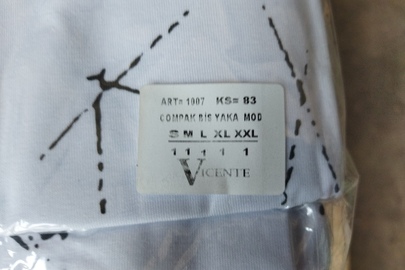 ART= 1907 KS= 83
COMPAK BİS YAKA MOD
S M L XL XXL
1 1 1 1 1
VICENTE